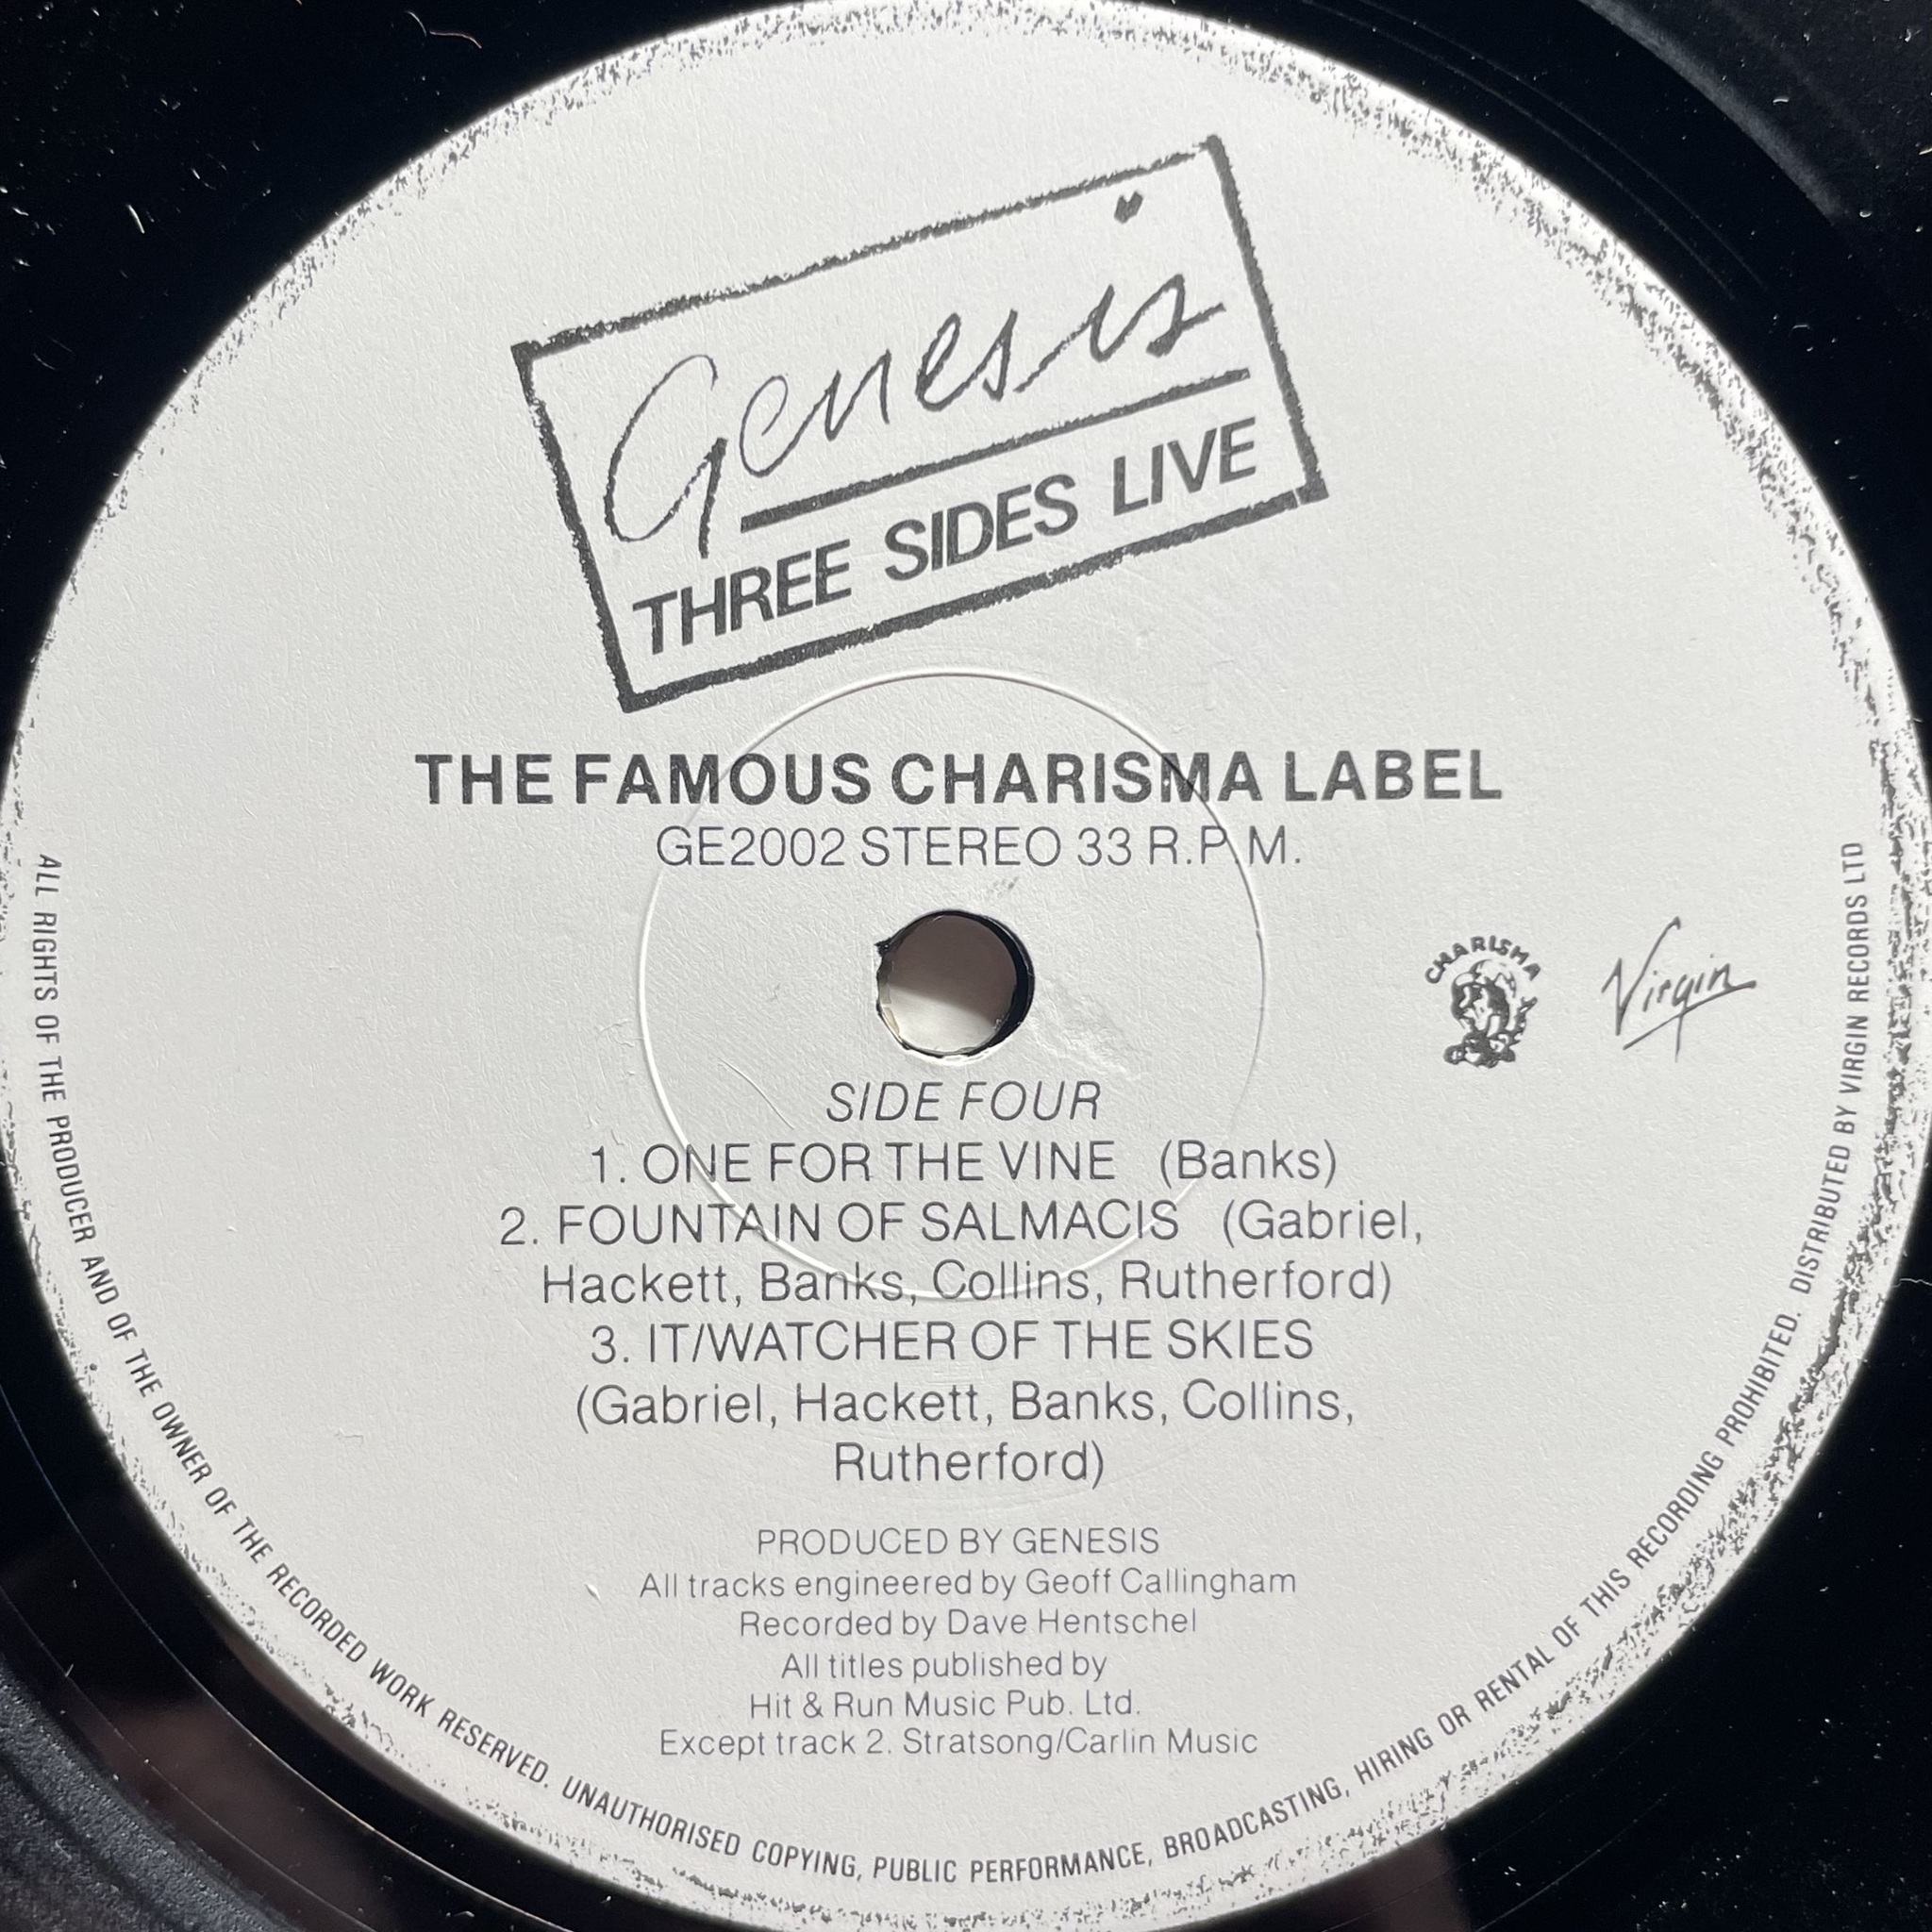 Genesis
THREE SIDES LIVE
THE FAMOUS CHARISMA LABEL
GE2002 STEREO 33 R.P.M.
CHARISMA
Virgin
SIDE FOUR
1. ONE FOR THE VINE (Banks)
2. FOUNTAIN OF SALMACIS (Gabriel,
Hackett, Banks, Collins, Rutherford)
3. IT/WATCHER OF THE SKIES
(Gabriel, Hackett, Banks, Collins,
Rutherford)
PRODUCED BY GENESIS
All tracks engineered by Geoff Callingham
Recorded by Dave Hentschel
All titles published by
Hit & Run Music Pub. Ltd.
Except track 2. Stratsong/Carlin Music
ALL RIGHTS OF THE PRODUCER AND OF THE OWNER OF THE RECORDED WORK RESERVED. UNAUTHORISED COPYING, PUBLIC PERFORMANCE, BROADCASTING, HIRING OR RENTAL OF THIS RECORDING PROHIBITED. DISTRIBUTED BY VIRGIN RECORDS LTD